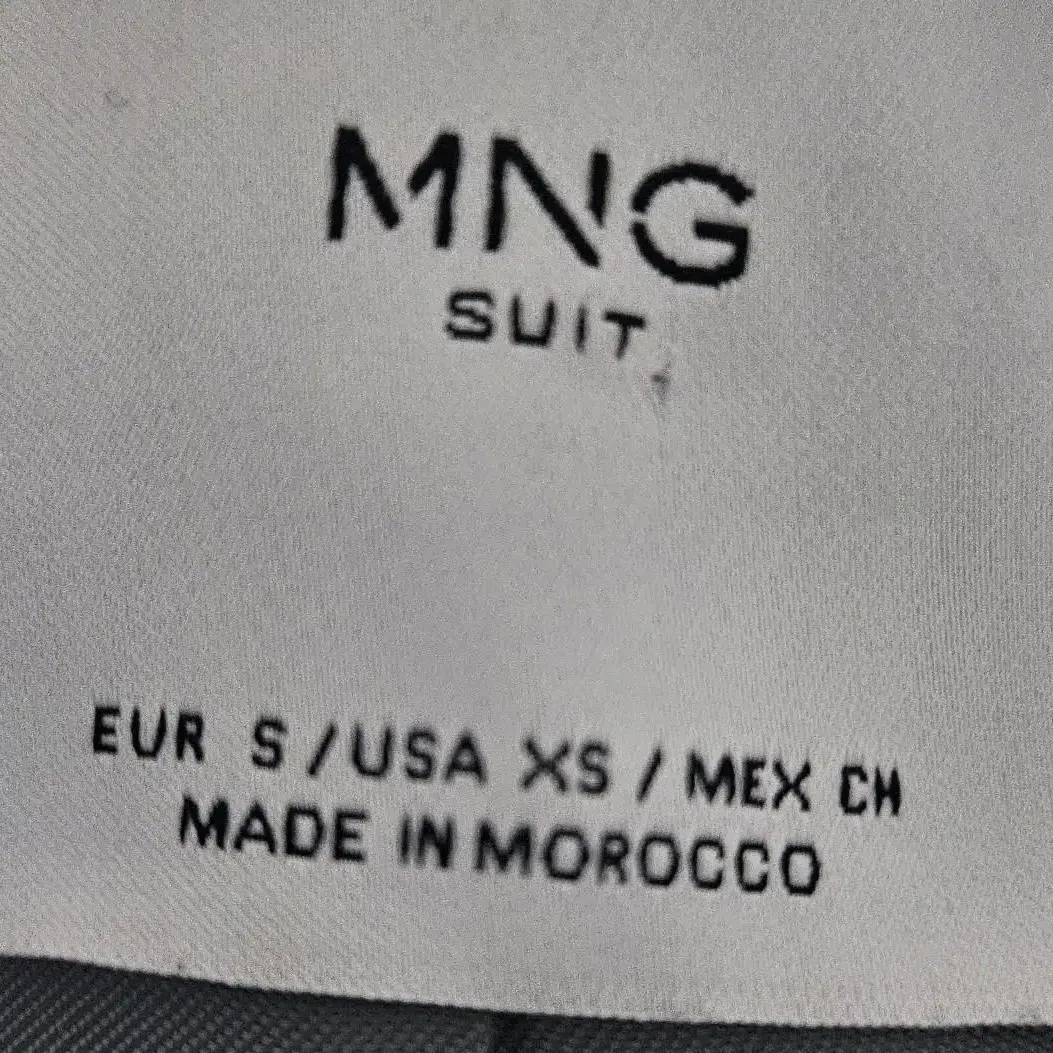 MNG
SUIT
EUR S / USA XS / MEX CH
MADE IN MOROCCO